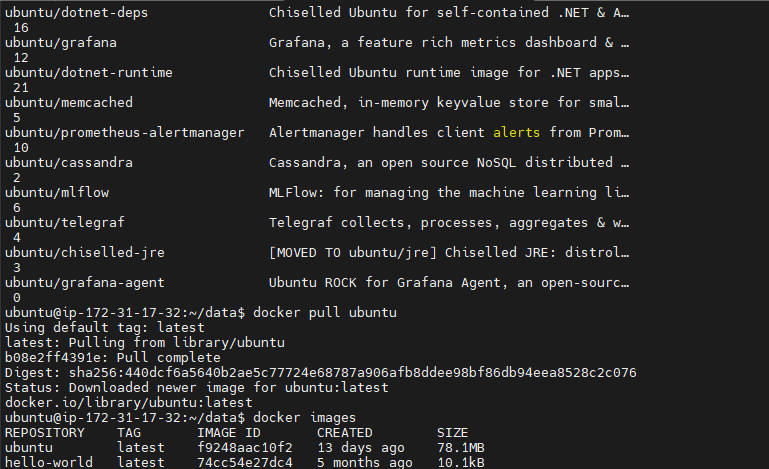 ubuntu/dotnet-deps Chiselled Ubuntu for self-contained .NET & A…
16
ubuntu/grafana Grafana, a feature rich metrics dashboard & …
12
ubuntu/dotnet-runtime Chiselled Ubuntu runtime image for .NET apps…
21
ubuntu/memcached Memcached, in-memory keyvalue store for smal…
5
ubuntu/prometheus-alertmanager Alertmanager handles client alerts from Prom…
10
ubuntu/cassandra Cassandra, an open source NoSQL distributed …
2
ubuntu/mlflow MLFlow: for managing the machine learning li…
6
ubuntu/telegraf Telegraf collects, processes, aggregates & w…
4
ubuntu/chiselled-jre [MOVED TO ubuntu/jre] Chiselled JRE: distrol…
3
ubuntu/grafana-agent Ubuntu ROCK for Grafana Agent, an open-sourc…
0
ubuntu@ip-172-31-17-32:~/data$ docker pull ubuntu
Using default tag: latest
latest: Pulling from library/ubuntu
b08e2ff4391e: Pull complete
Digest: sha256:440dcf6a5640b2ae5c77724e68787a906afb8ddee98bf86db94eea8528c2c076
Status: Downloaded newer image for ubuntu:latest
docker.io/library/ubuntu:latest
ubuntu@ip-172-31-17-32:~/data$ docker images
REPOSITORY TAG IMAGE ID CREATED SIZE
ubuntu latest f9248aac10f2 13 days ago 78.1MB
hello-world latest 74cc54e27dc4 5 months ago 10.1kB